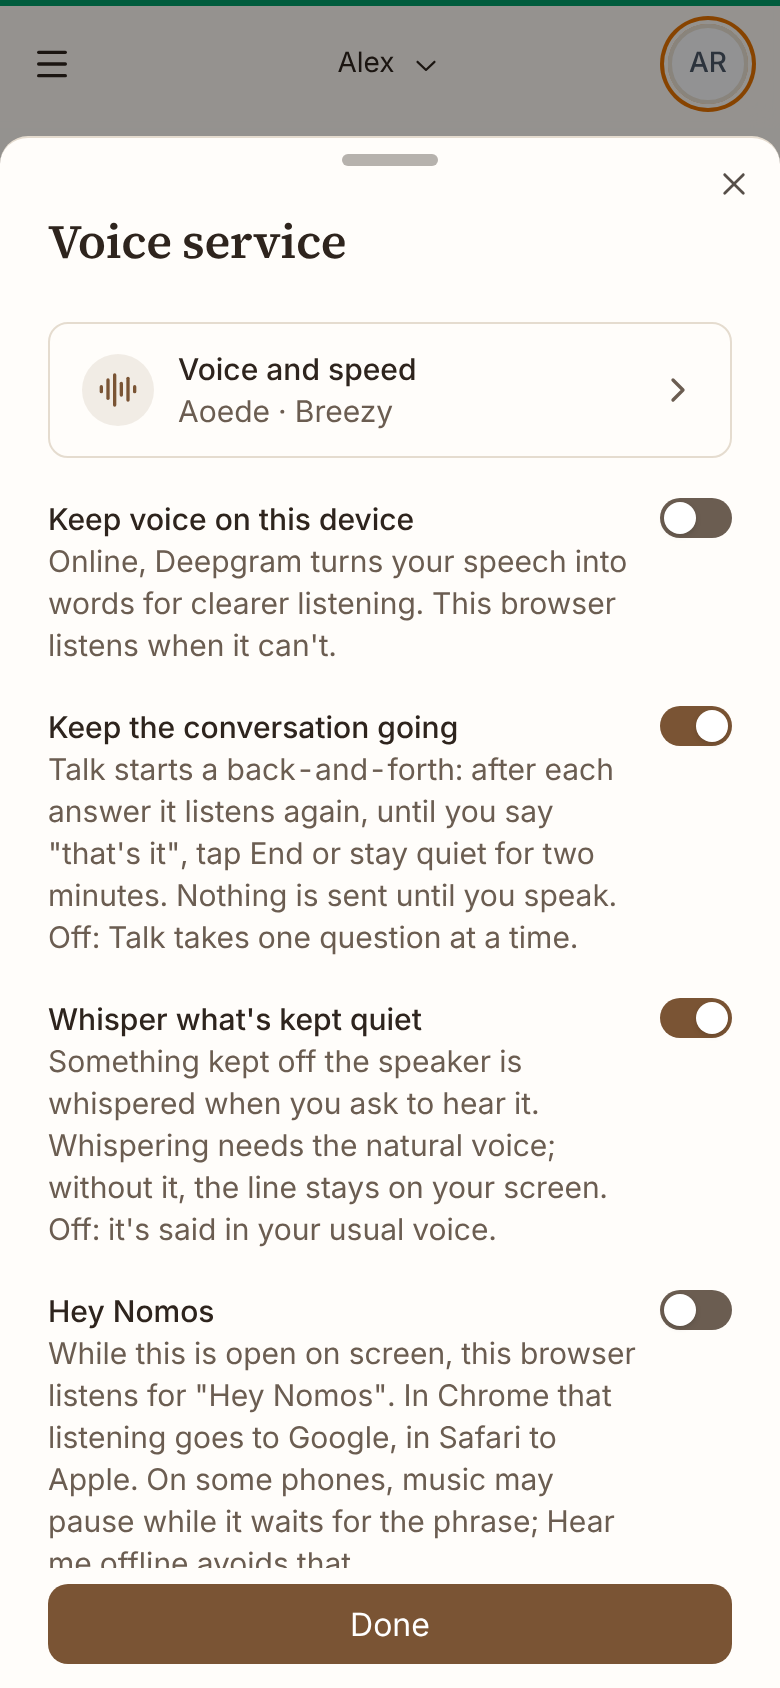 Alex
AR
Voice service
Voice and speed
Aoede · Breezy
Keep voice on this device
Online, Deepgram turns your speech into
words for clearer listening. This browser
listens when it can't.
Keep the conversation going
Talk starts a back-and-forth: after each
answer it listens again, until you say
"that's it", tap End or stay quiet for two
minutes. Nothing is sent until you speak.
Off: Talk takes one question at a time.
Whisper what's kept quiet
Something kept off the speaker is
whispered when you ask to hear it.
Whispering needs the natural voice;
without it, the line stays on your screen.
Off: it's said in your usual voice.
Hey Nomos
While this is open on screen, this browser
listens for "Hey Nomos". In Chrome that
listening goes to Google, in Safari to
Apple. On some phones, music may
pause while it waits for the phrase; Hear
me offline avoids that
Done